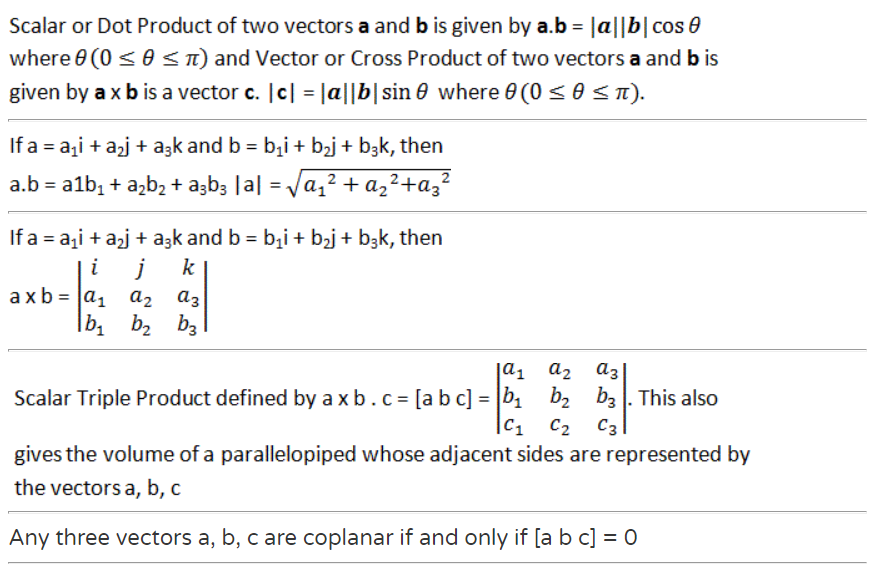 Scalar or Dot Product of two vectors a and b is given by a.b = |a||b| cos θ
where θ (0 ≤ θ ≤ π) and Vector or Cross Product of two vectors a and b is
given by a x b is a vector c. |c| = |a||b| sin θ where θ (0 ≤ θ ≤ π).
If a = a₁i + a₂j + a₃k and b = b₁i + b₂j + b₃k, then
a.b = a1b₁ + a₂b₂ + a₃b₃ |a| = √(a₁² + a₂²+a₃²)
If a = a₁i + a₂j + a₃k and b = b₁i + b₂j + b₃k, then
| i j k |
a x b = | a₁ a₂ a₃ |
| b₁ b₂ b₃ |
| a₁ a₂ a₃ |
Scalar Triple Product defined by a x b . c = [a b c] = | b₁ b₂ b₃ |. This also
| c₁ c₂ c₃ |
gives the volume of a parallelopiped whose adjacent sides are represented by
the vectors a, b, c
Any three vectors a, b, c are coplanar if and only if [a b c] = 0